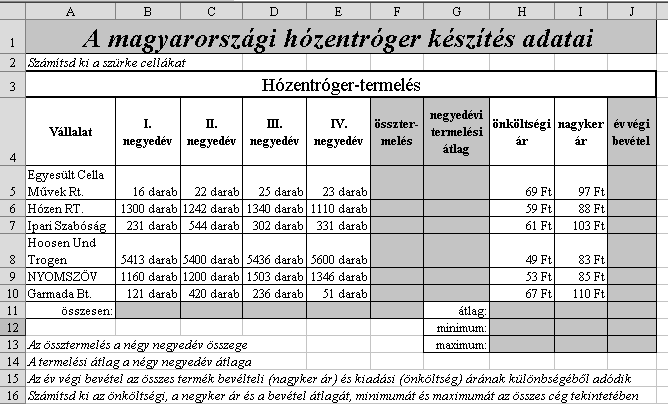 A B C D E F G H I J
1 A magyarországi hózentróger készítés adatai
2 Számítsd ki a szürke cellákat
3 Hózentróger-termelés
4 Vállalat I. negyedév II. negyedév III. negyedév IV. negyedév össztermelés negyedévi termelési átlag önköltségi ár nagyker ár év végi bevétel
5 Egyesült Cella Művek Rt. 16 darab 22 darab 25 darab 23 darab 69 Ft 97 Ft
6 Hózen RT. 1300 darab 1242 darab 1340 darab 1110 darab 59 Ft 88 Ft
7 Ipari Szabóság 231 darab 544 darab 302 darab 331 darab 61 Ft 103 Ft
8 Hoosen Und Trogen 5413 darab 5400 darab 5436 darab 5600 darab 49 Ft 83 Ft
9 NYOMSZÖV 1160 darab 1200 darab 1503 darab 1346 darab 53 Ft 85 Ft
10 Garmada Bt. 121 darab 420 darab 236 darab 51 darab 67 Ft 110 Ft
11 összesen: átlag:
12 minimum:
13 Az össztermelés a négy negyedév összege maximum:
14 A termelési átlag a négy negyedév átlaga
15 Az év végi bevétel az összes termék bevételi (nagyker ár) és kiadási (önköltség) árának különbségéből adódik
16 Számítsd ki az önköltségi, a negyker ár és a bevétel átlagát, minimumát és maximumát az összes cég tekintetében